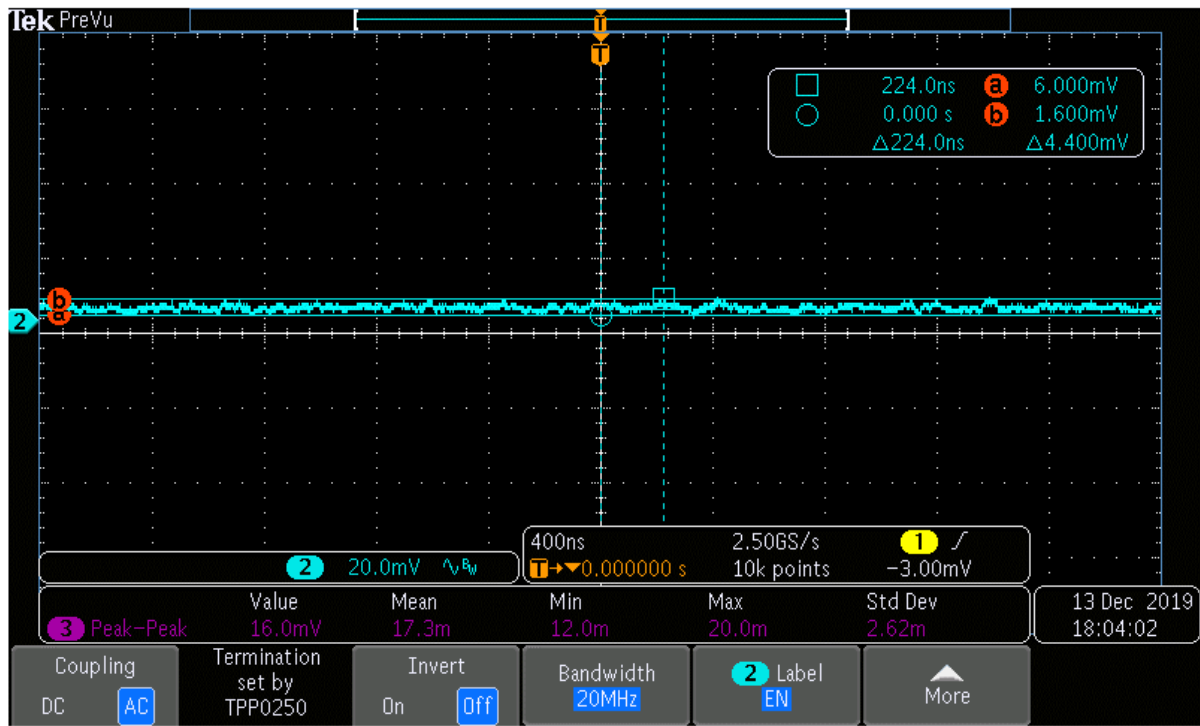 Tek PreVu
T
T
224.0ns a 6.000mV
0.000 s b 1.600mV
Δ224.0ns Δ4.400mV
b
a
2
2 20.0mV BW
400ns 2.50GS/s 1
T→▼0.000000 s 10k points −3.00mV
Value Mean Min Max Std Dev
3 Peak−Peak 16.0mV 17.3m 12.0m 20.0m 2.62m
13 Dec 2019
18:04:02
Coupling
DC AC
Termination
set by
TPP0250
Invert
On Off
Bandwidth
20MHz
2 Label
EN
More